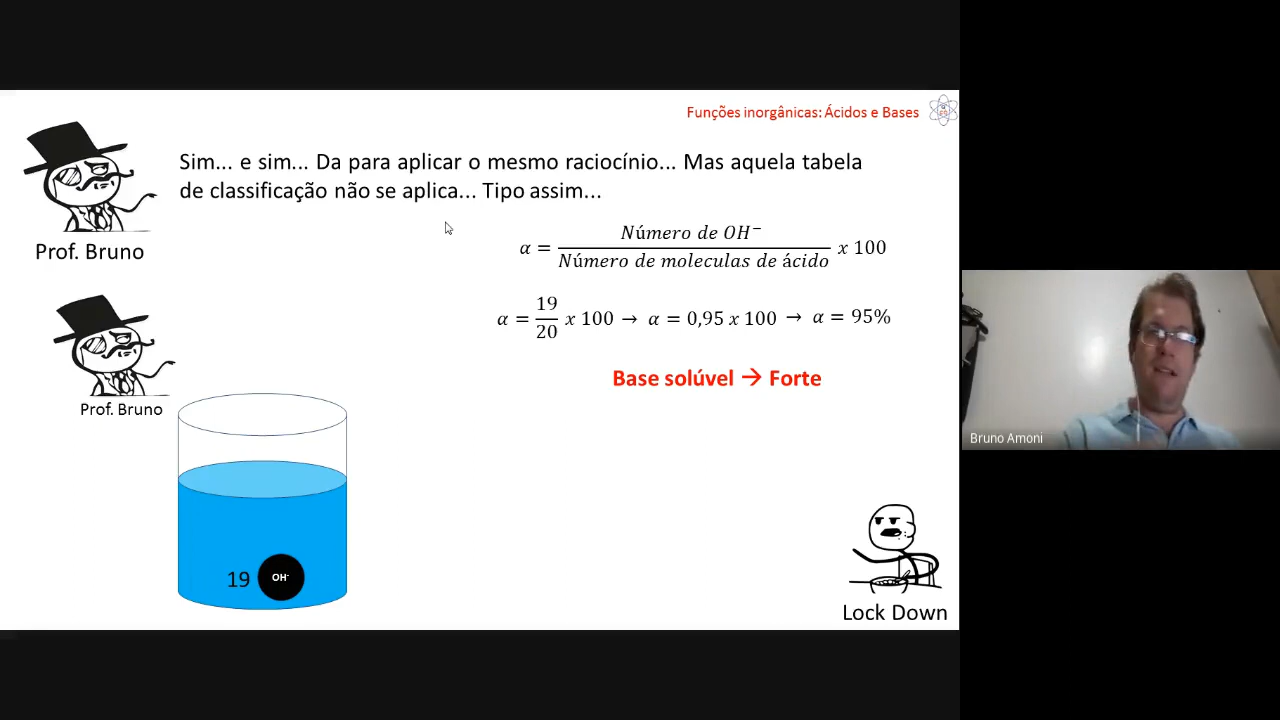 Funções inorgânicas: Ácidos e Bases
Sim... e sim... Da para aplicar o mesmo raciocínio... Mas aquela tabela
de classificação não se aplica... Tipo assim...
Prof. Bruno
α = Número de OH⁻ / Número de moleculas de ácido x 100
α = 19/20 x 100 → α = 0,95 x 100 → α = 95%
Base solúvel → Forte
Prof. Bruno
19 OH⁻
Lock Down
Bruno Amoni